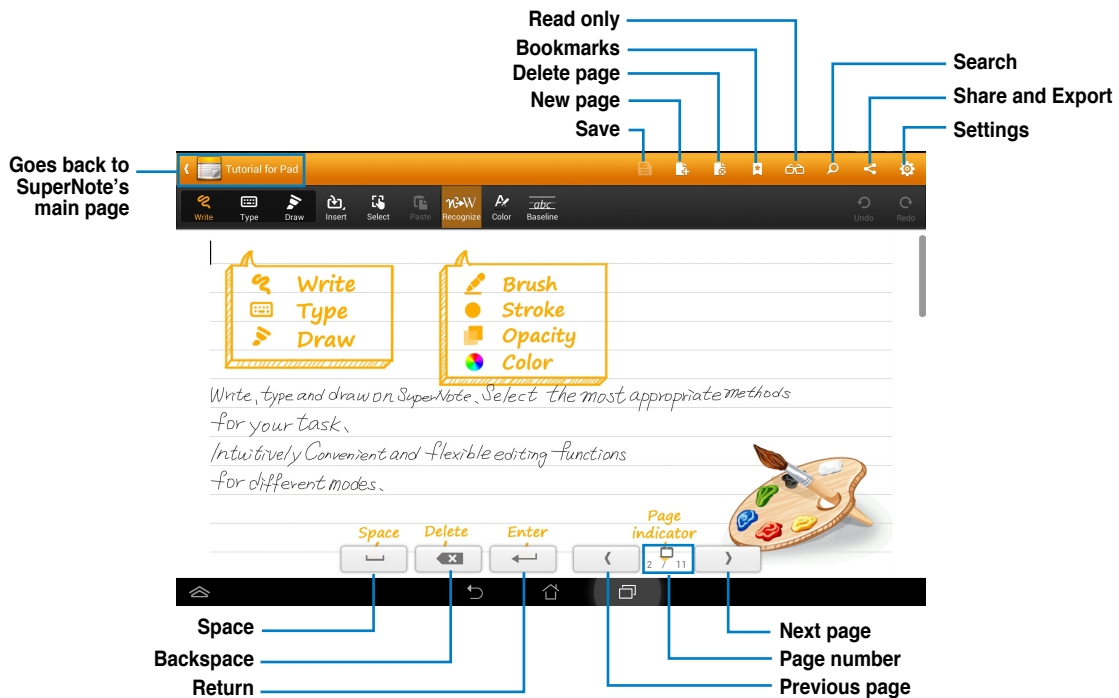 Read only
Bookmarks
Delete page
New page
Save
Search
Share and Export
Settings
Goes back to
SuperNote's
main page
Tutorial for Pad
Write
Type
Draw
Insert
Select
Paste
Recognize
Color
abc
Baseline
Undo
Redo
Write
Type
Draw
Brush
Stroke
Opacity
Color
Write, type and draw on SuperNote. Select the most appropriate methods
for your task.
Intuitively Convenient and flexible editing functions
for different modes.
Space
Delete
Enter
Page
indicator
2 / 11
Space
Backspace
Return
Next page
Page number
Previous page